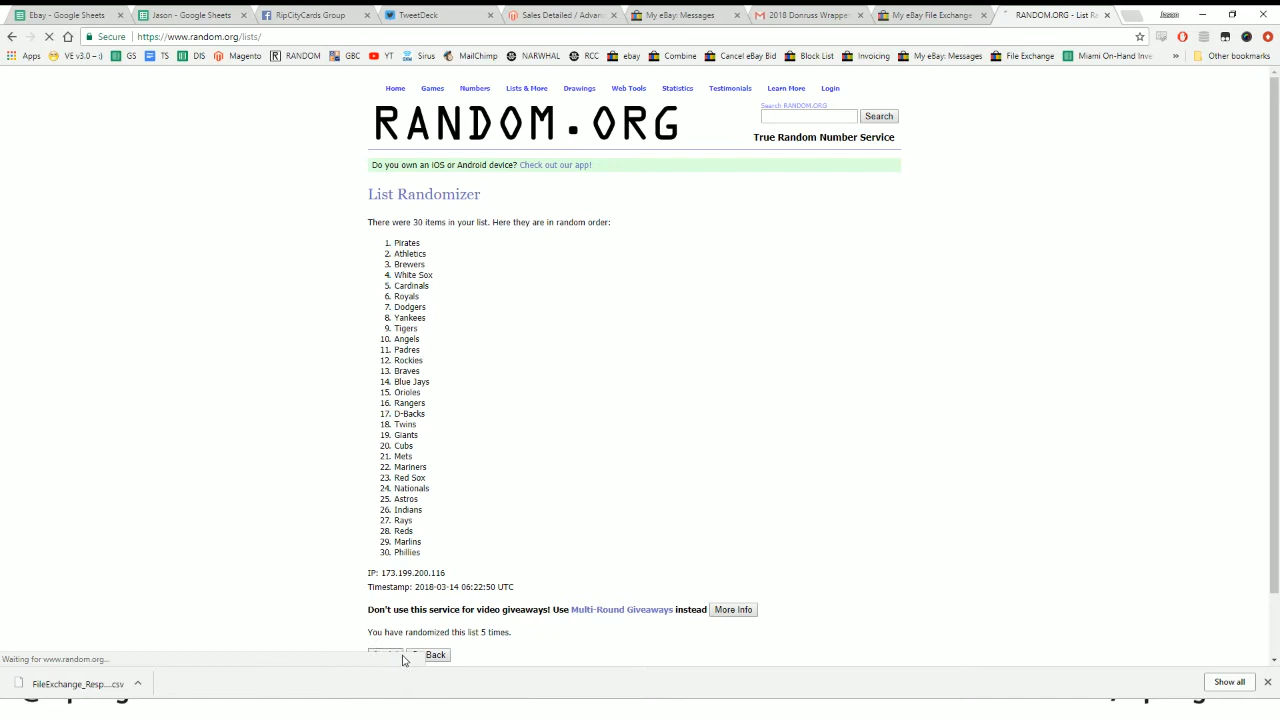 Ebay - Google Sheets
Jason - Google Sheets
RipCityCards Group
TweetDeck
Sales Detailed / Advan
My eBay: Messages
2018 Donruss Wrapper
My eBay File Exchange
RANDOM.ORG - List Ra
Jason
Secure
https://www.random.org/lists/
Apps
eV v3.0 – :)
GS
TS
DIS
Magento
RANDOM
GBC
YT
Sirus
MailChimp
NARWHAL
RCC
ebay
Combine
Cancel eBay Bid
Block List
Invoicing
My eBay: Messages
File Exchange
Miami On-Hand Inve
»
Other bookmarks
Home Games Numbers Lists & More Drawings Web Tools Statistics Testimonials Learn More Login
Search RANDOM.ORG
Search
RANDOM.ORG
True Random Number Service
Do you own an iOS or Android device? Check out our app!
List Randomizer
There were 30 items in your list. Here they are in random order:
1. Pirates
2. Athletics
3. Brewers
4. White Sox
5. Cardinals
6. Royals
7. Dodgers
8. Yankees
9. Tigers
10. Angels
11. Padres
12. Rockies
13. Braves
14. Blue Jays
15. Orioles
16. Rangers
17. D-Backs
18. Twins
19. Giants
20. Cubs
21. Mets
22. Mariners
23. Red Sox
24. Nationals
25. Astros
26. Indians
27. Rays
28. Reds
29. Marlins
30. Phillies
IP: 173.199.200.116
Timestamp: 2018-03-14 06:22:50 UTC
Don't use this service for video giveaways! Use Multi-Round Giveaways instead More Info
You have randomized this list 5 times.
Back
Waiting for www.random.org...
FileExchange_Resp....csv
Show all